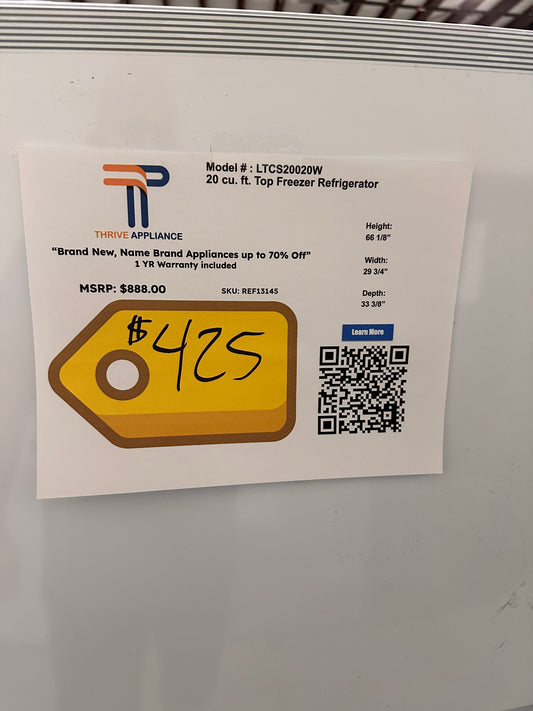 Model # : LTCS20020W
20 cu. ft. Top Freezer Refrigerator
THRIVE APPLIANCE
"Brand New, Name Brand Appliances up to 70% Off"
1 YR Warranty included
MSRP: $888.00
SKU: REF13145
$425
Height:
66 1/8"
Width:
29 3/4"
Depth:
33 3/8"
Learn More